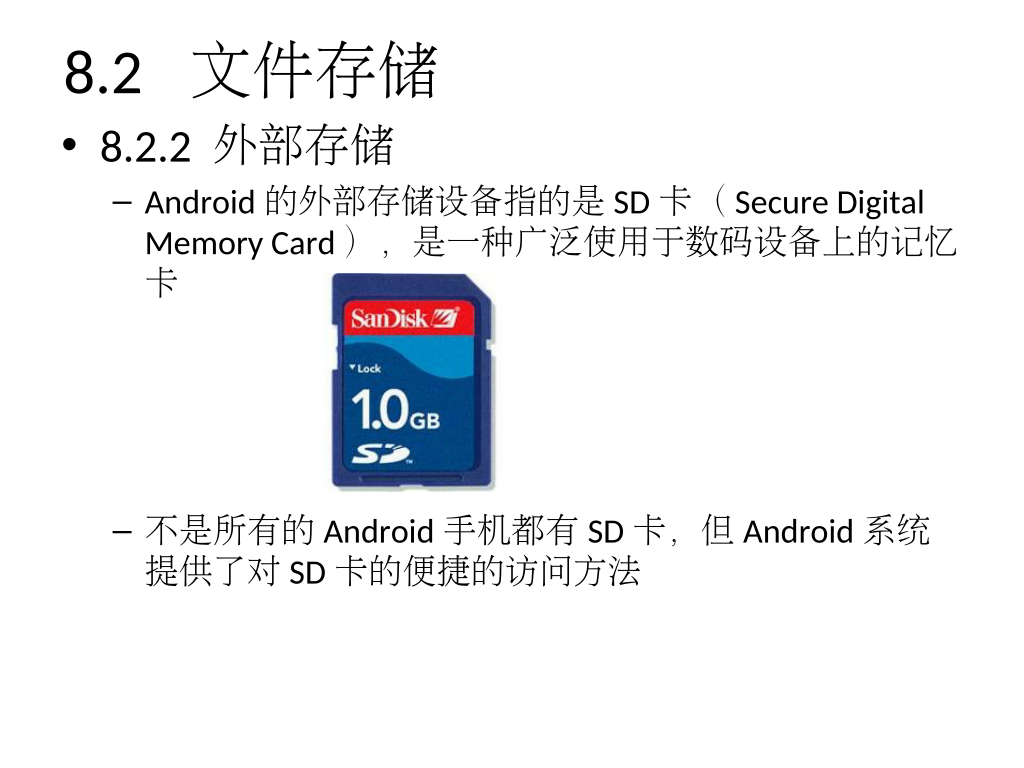 8.2 文件存储
• 8.2.2 外部存储
– Android 的外部存储设备指的是 SD 卡（ Secure Digital
Memory Card ），是一种广泛使用于数码设备上的记忆
卡
SanDisk
Lock
1.0GB
SD™
– 不是所有的 Android 手机都有 SD 卡，但 Android 系统
提供了对 SD 卡的便捷的访问方法